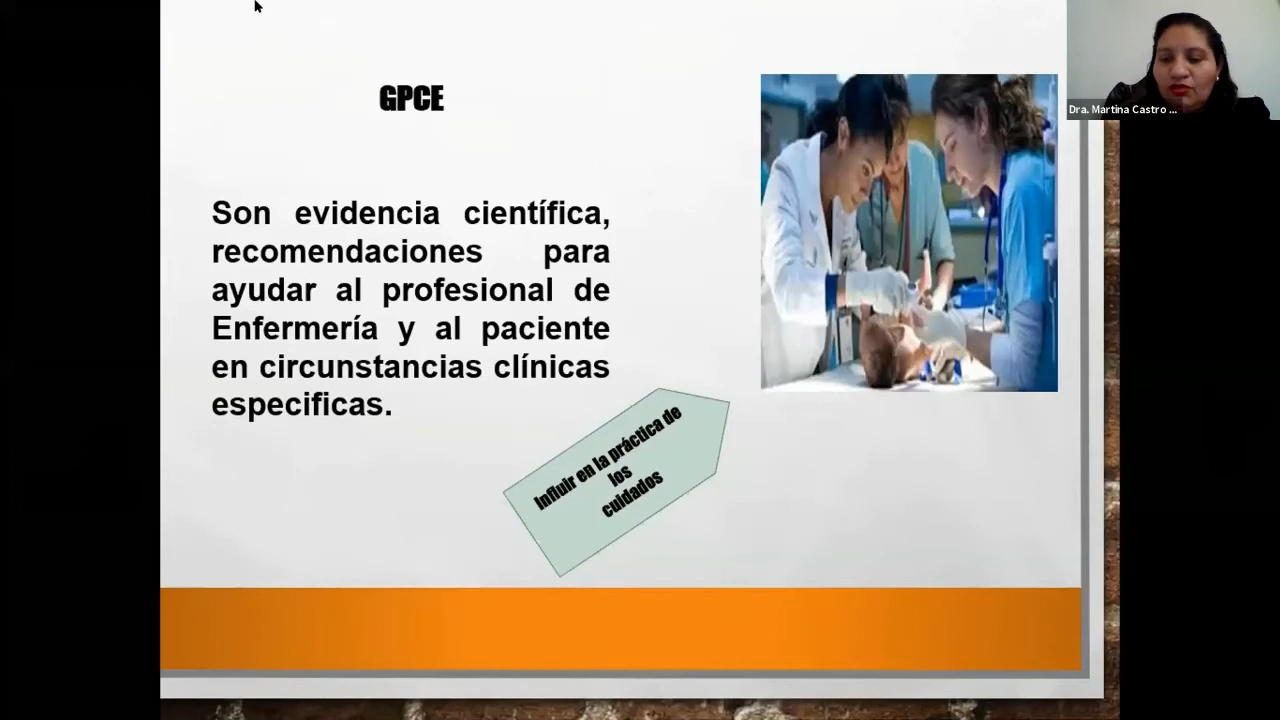 GPCE
Son evidencia científica,
recomendaciones para
ayudar al profesional de
Enfermería y al paciente
en circunstancias clínicas
especificas.
Influir en la práctica de
los
cuidados
Dra. Martina Castro ...